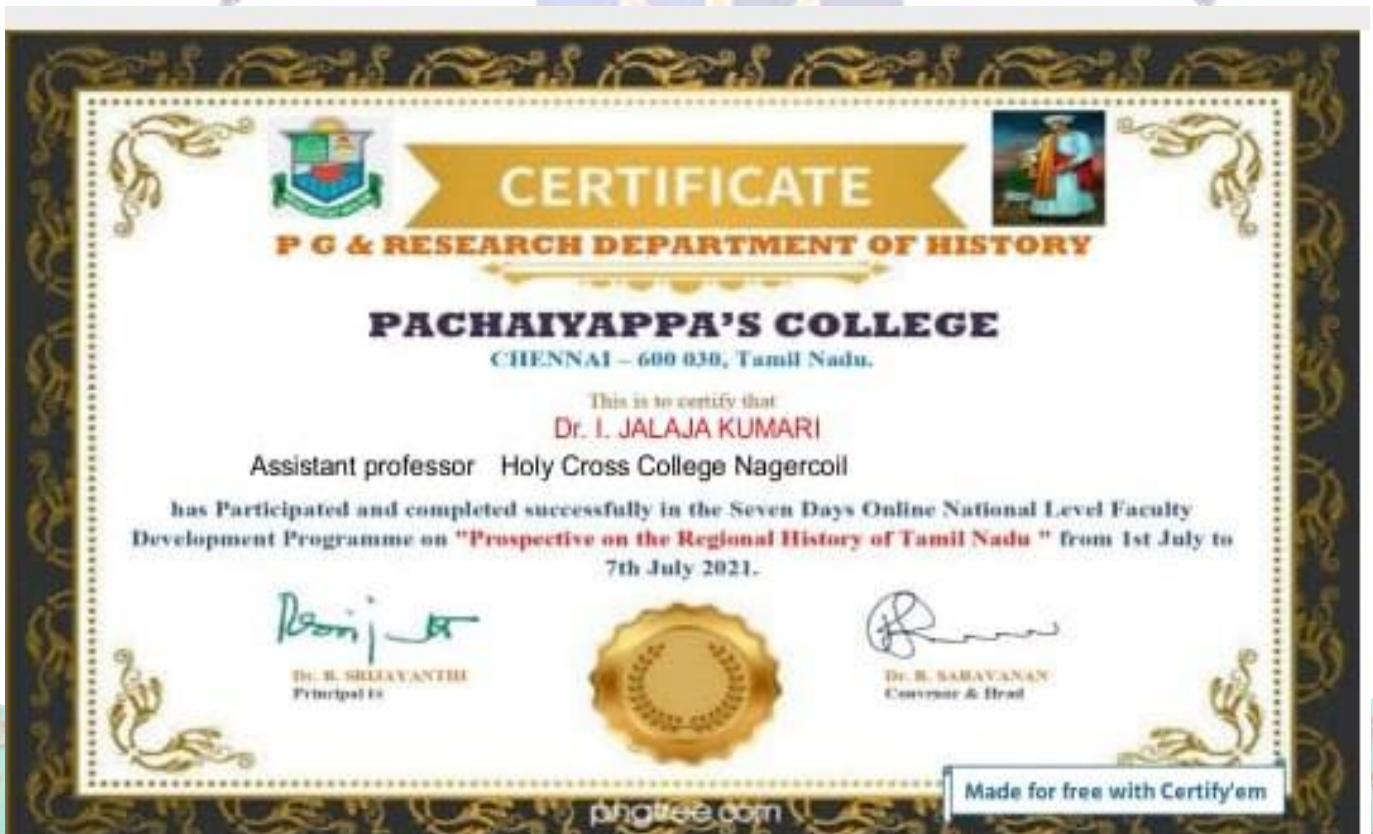 CERTIFICATE
P G & RESEARCH DEPARTMENT OF HISTORY
PACHAIYAPPA'S COLLEGE
CHENNAI – 600 030, Tamil Nadu.
This is to certify that
Dr. I. JALAJA KUMARI
Assistant professor Holy Cross College Nagercoil
has Participated and completed successfully in the Seven Days Online National Level Faculty
Development Programme on "Prospective on the Regional History of Tamil Nadu " from 1st July to
7th July 2021.
Dr. B. SRIJAYANTHI
Principal
Dr. R. SARAVANAN
Convenor & Head
Made for free with Certify'em
pngtree.com